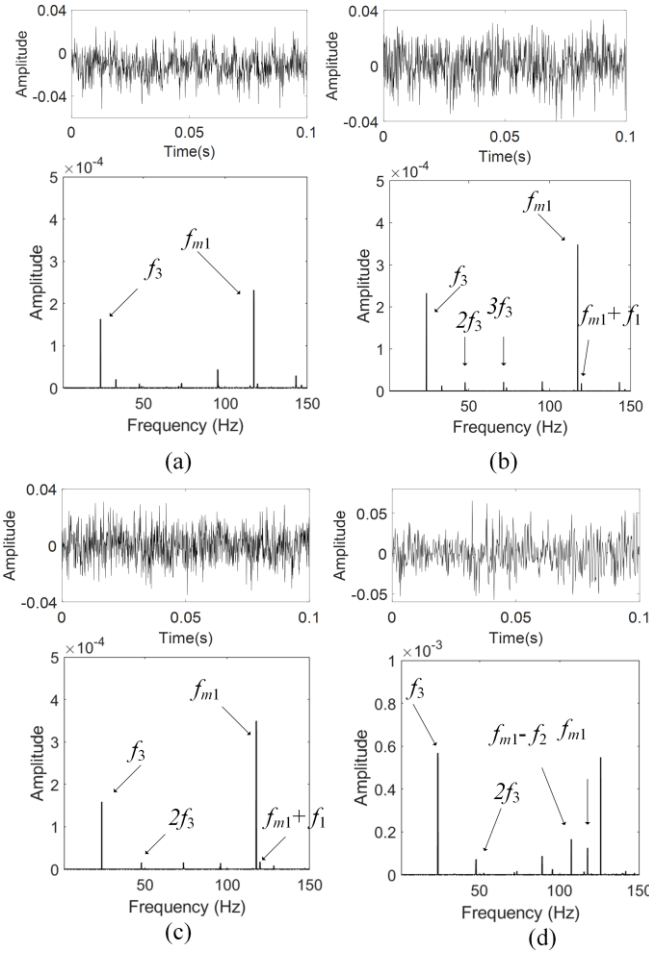 0.04
0
-0.04
Amplitude
0
0.05
0.1
Time(s)
×10⁻⁴
5
4
3
2
1
0
Amplitude
f₃
fₘ₁
50
100
150
Frequency (Hz)
(a)
0.04
0
-0.04
Amplitude
0
0.05
0.1
Time(s)
×10⁻⁴
5
4
3
2
1
0
Amplitude
fₘ₁
f₃
2f₃
3f₃
fₘ₁+ f₁
50
100
150
Frequency (Hz)
(b)
0.04
0
-0.04
Amplitude
0
0.05
0.1
Time(s)
×10⁻⁴
5
4
3
2
1
0
Amplitude
fₘ₁
f₃
2f₃
fₘ₁+ f₁
50
100
150
Frequency (Hz)
(c)
0.05
0
-0.05
Amplitude
0
0.05
0.1
Time(s)
×10⁻³
1
0.8
0.6
0.4
0.2
0
Amplitude
f₃
fₘ₁- f₂
fₘ₁
2f₃
50
100
150
Frequency (Hz)
(d)